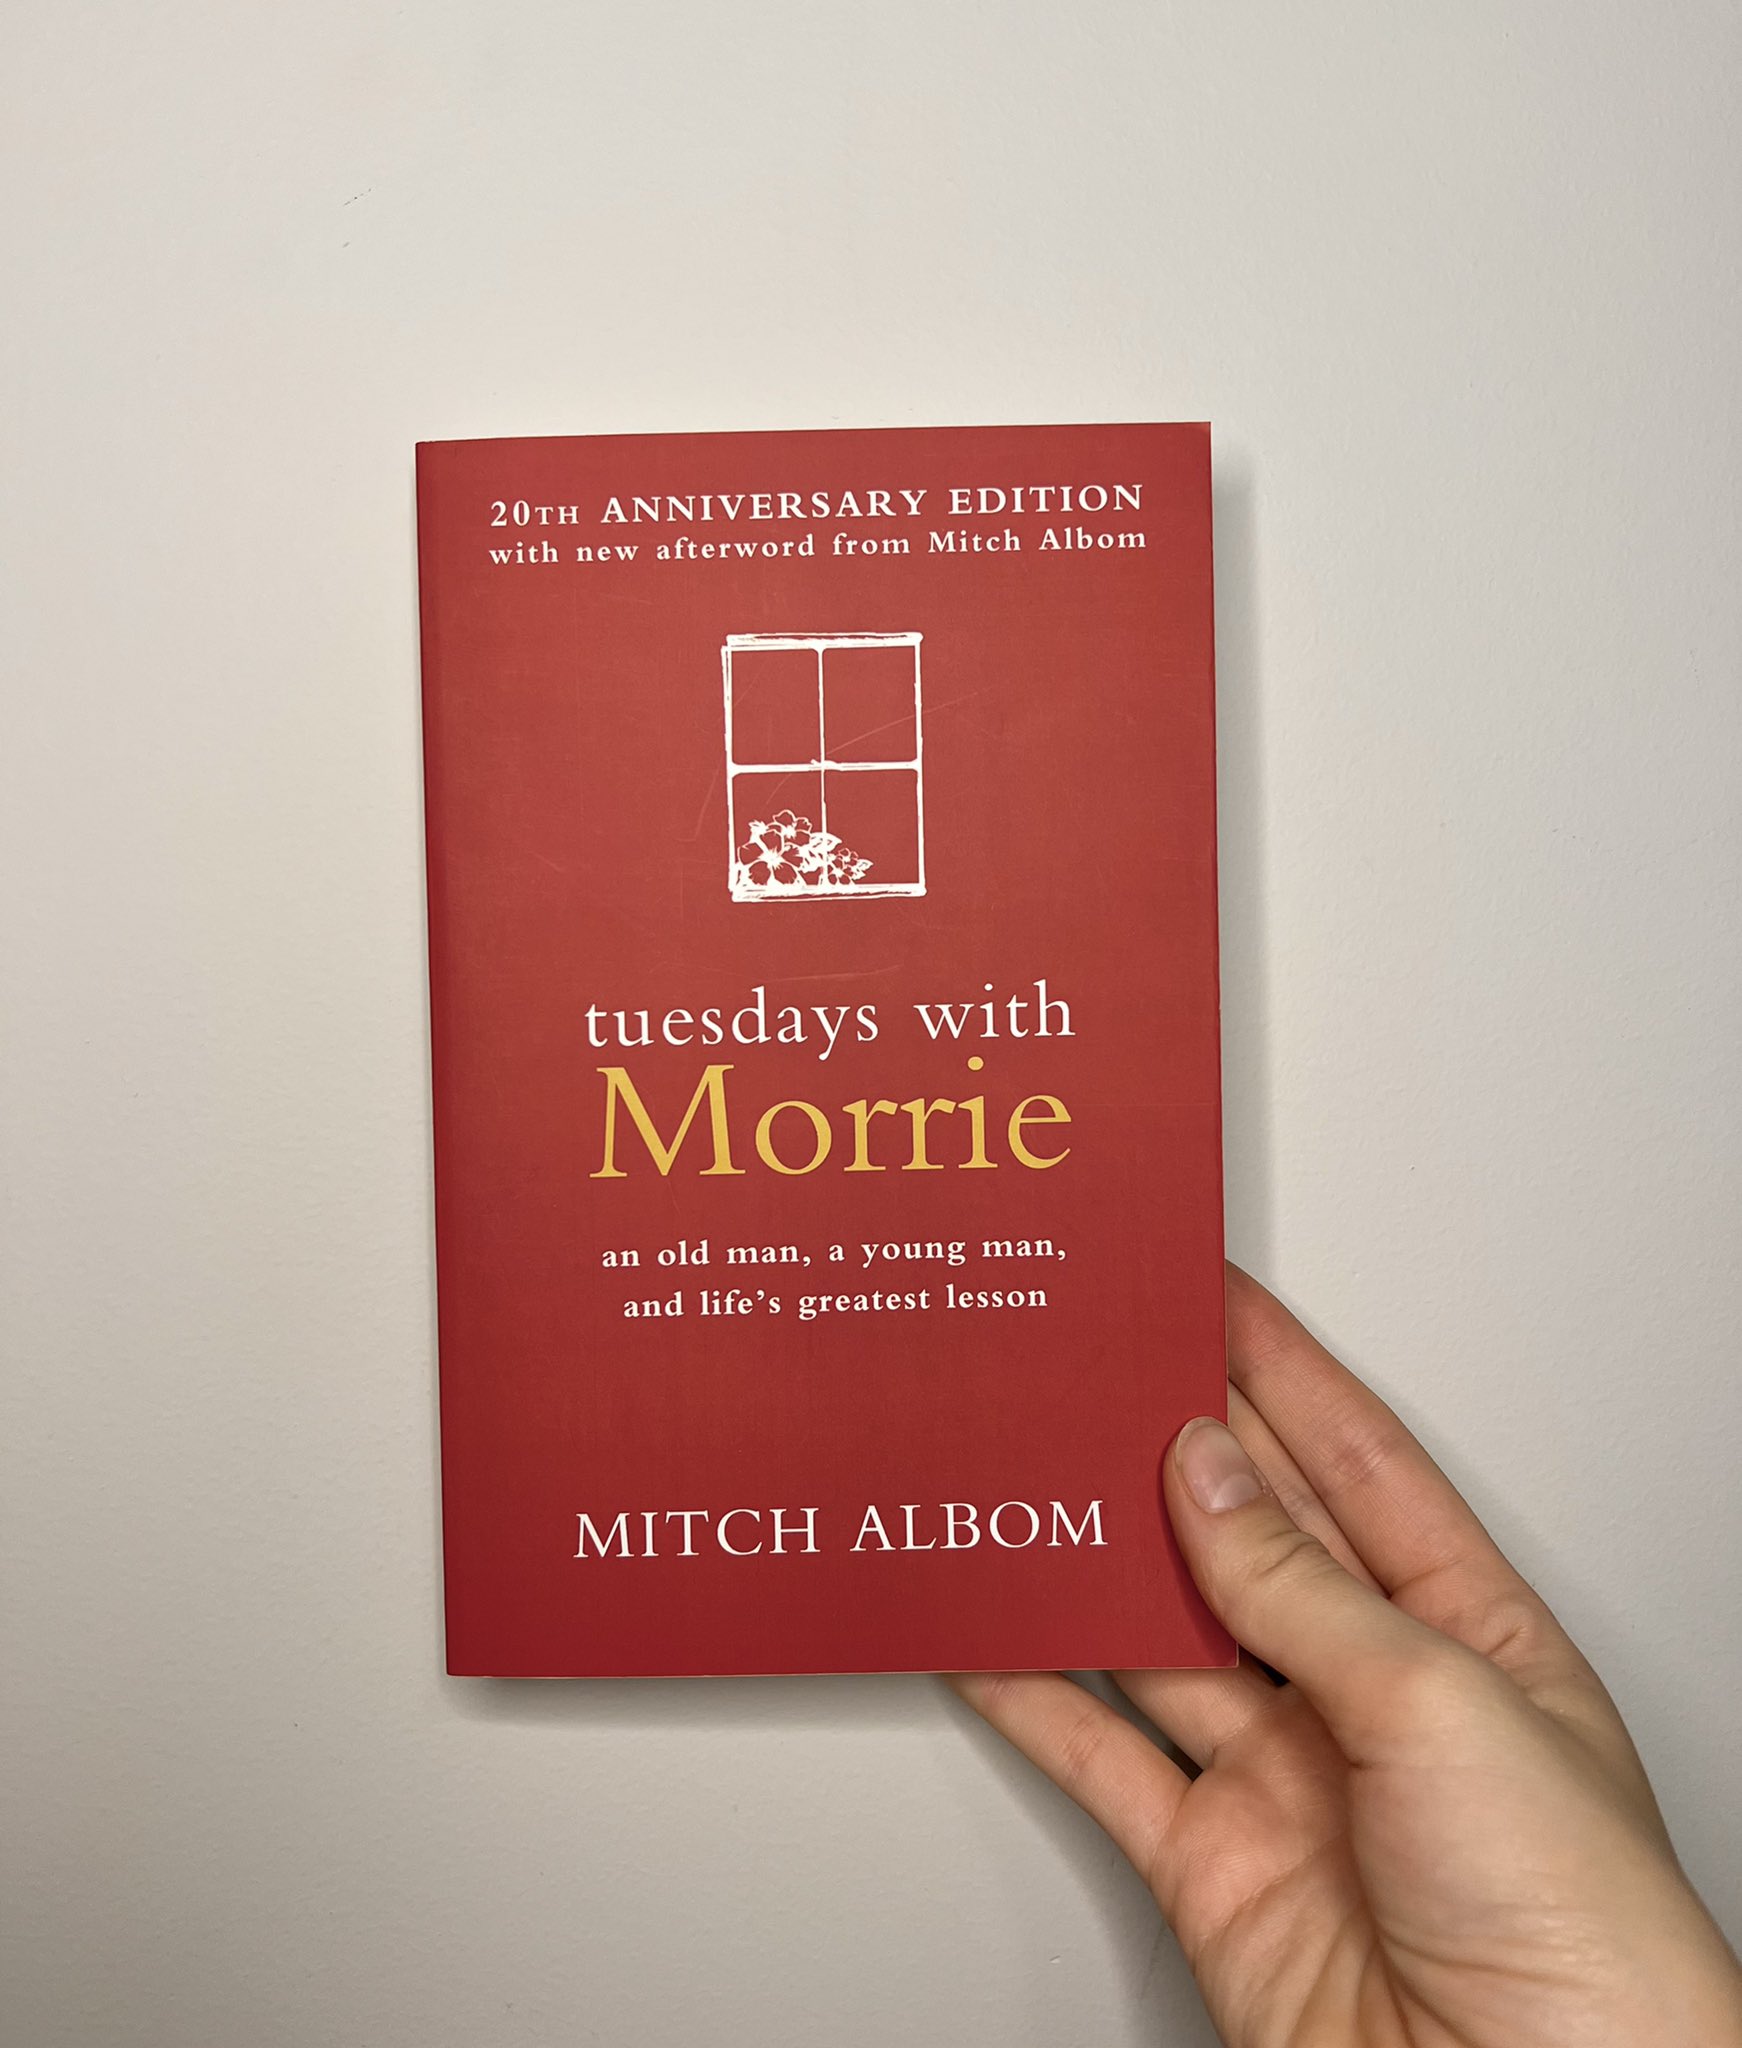 20TH ANNIVERSARY EDITION
with new afterword from Mitch Albom
tuesdays with
Morrie
an old man, a young man,
and life’s greatest lesson
MITCH ALBOM